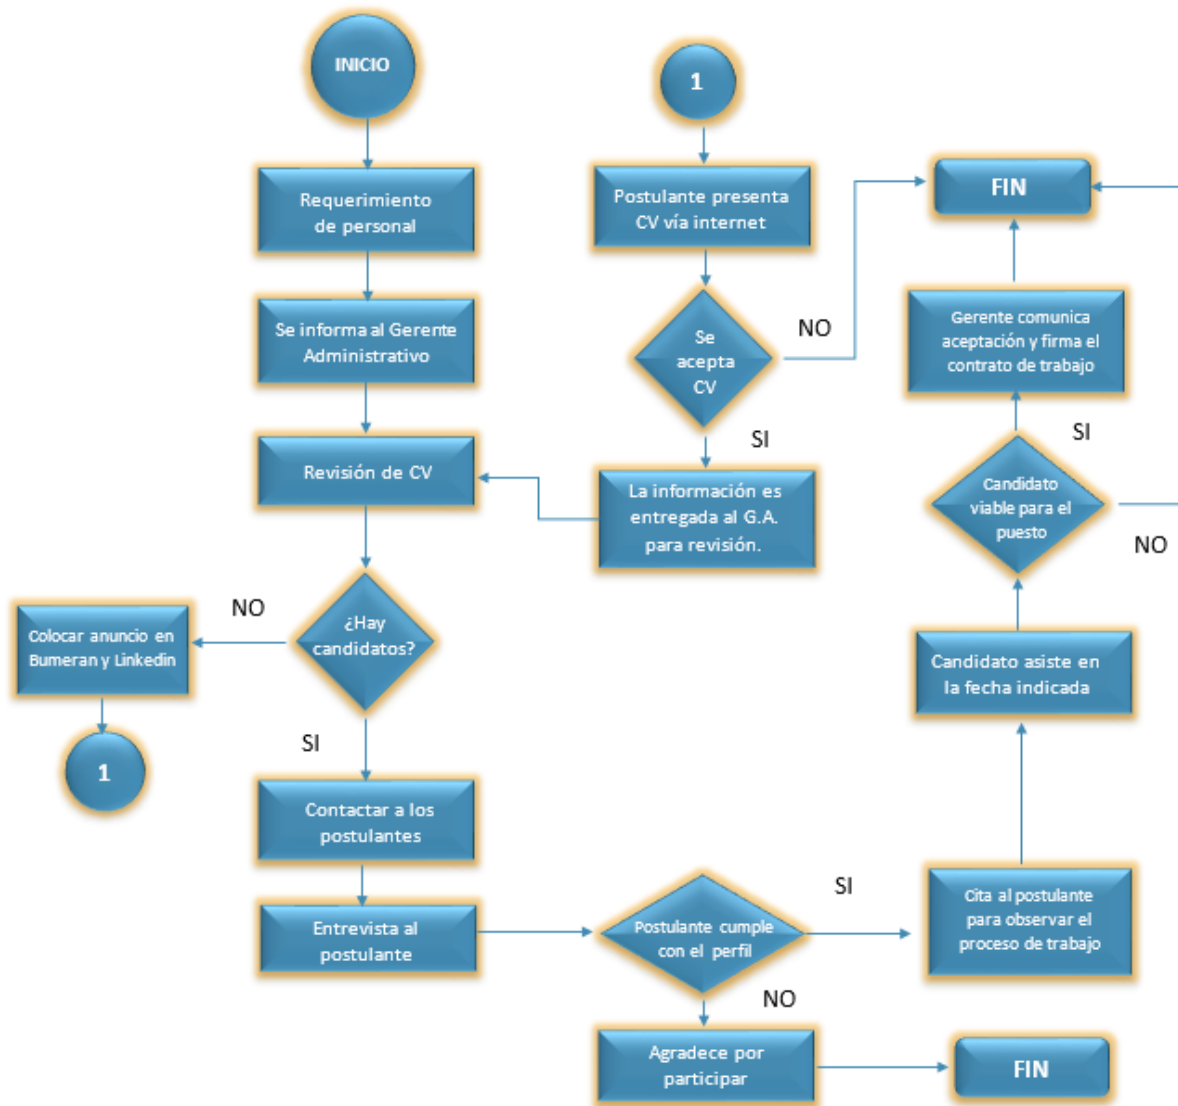 INICIO
Requerimiento
de personal
Se informa al Gerente
Administrativo
Revisión de CV
¿Hay
candidatos?
NO
Colocar anuncio en
Bumeran y Linkedin
1
SI
Contactar a los
postulantes
Entrevista al
postulante
1
Postulante presenta
CV vía internet
Se
acepta
CV
NO
SI
La información es
entregada al G.A.
para revisión.
Postulante cumple
con el perfil
SI
NO
Agradece por
participar
FIN
Cita al postulante
para observar el
proceso de trabajo
Candidato asiste en
la fecha indicada
Candidato
viable para el
puesto
SI
NO
Gerente comunica
aceptación y firma el
contrato de trabajo
FIN